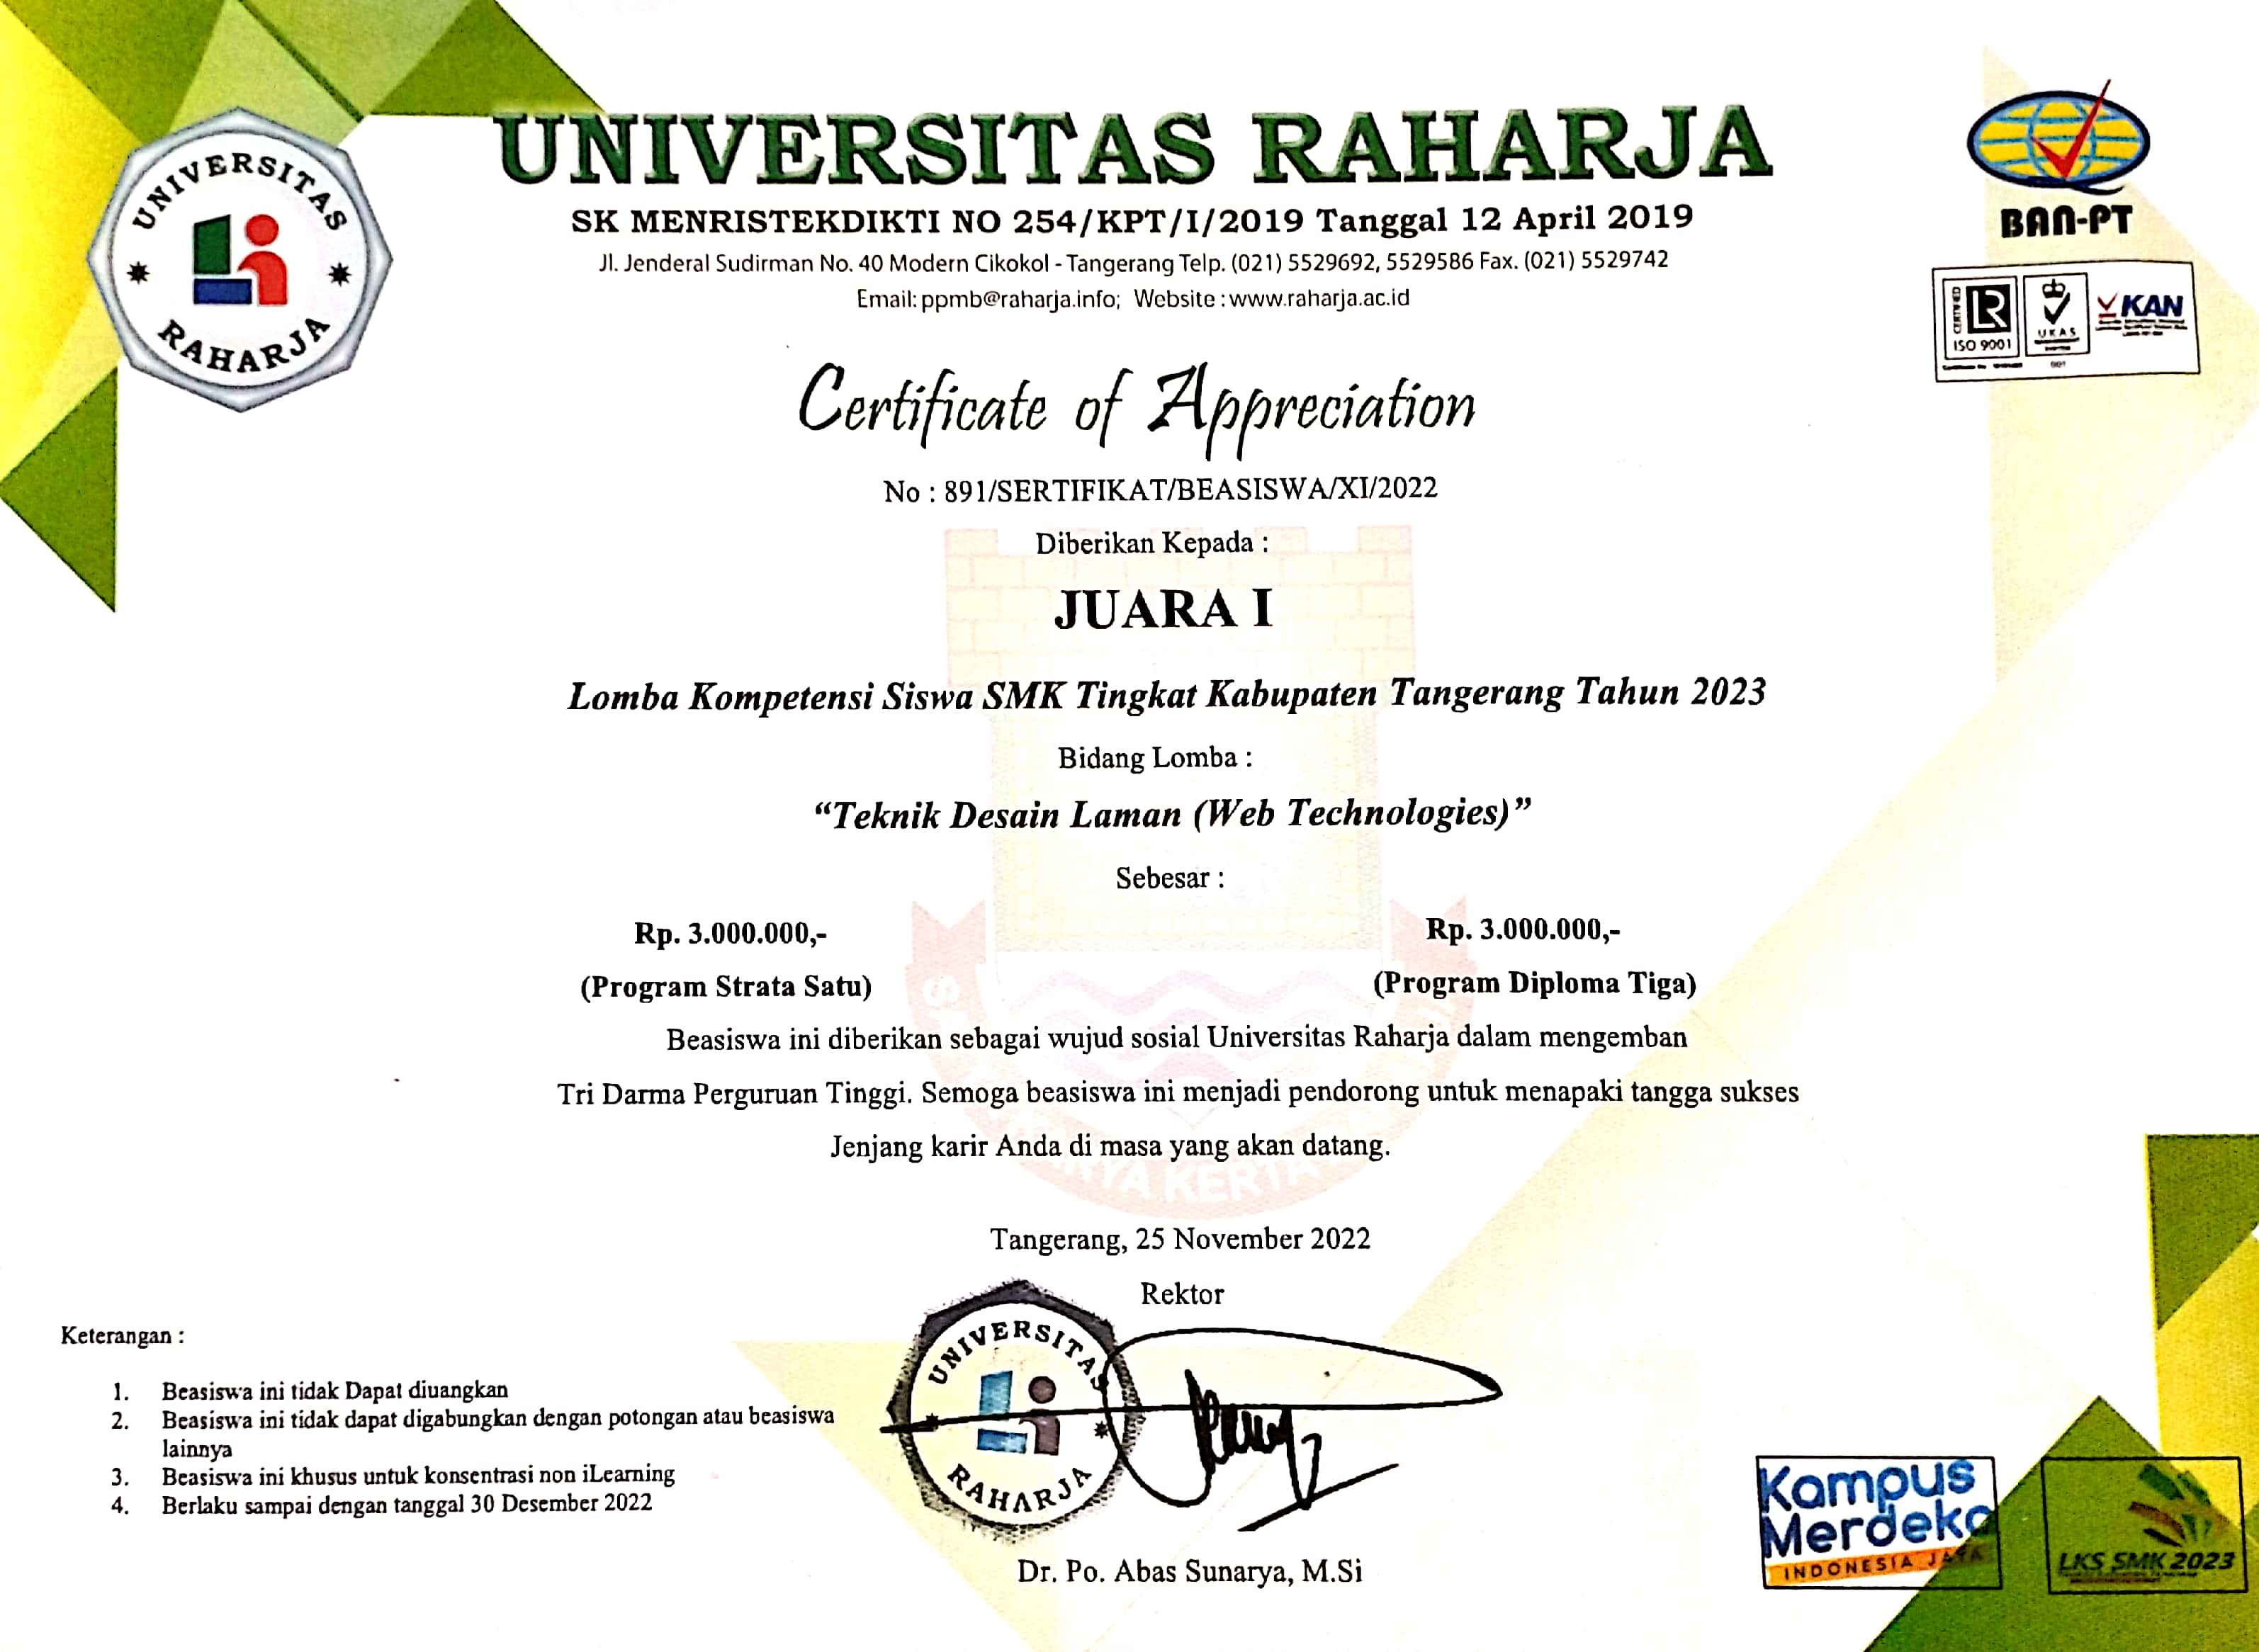 UNIVERSITAS RAHARJA
UNIVERSITAS RAHARJA
SK MENRISTEKDIKTI NO 254/KPT/I/2019 Tanggal 12 April 2019
Jl. Jenderal Sudirman No. 40 Modern Cikokol - Tangerang Telp. (021) 5529692, 5529586 Fax. (021) 5529742
Email: ppmb@raharja.info; Website : www.raharja.ac.id
BAN-PT
CERTIFIED
LR
ISO 9001
UKAS
KAN
Certificate of Appreciation
No : 891/SERTIFIKAT/BEASISWA/XI/2022
Diberikan Kepada :
JUARA I
Lomba Kompetensi Siswa SMK Tingkat Kabupaten Tangerang Tahun 2023
Bidang Lomba :
“Teknik Desain Laman (Web Technologies)”
Sebesar :
Rp. 3.000.000,- Rp. 3.000.000,-
(Program Strata Satu) (Program Diploma Tiga)
Beasiswa ini diberikan sebagai wujud sosial Universitas Raharja dalam mengemban
Tri Darma Perguruan Tinggi. Semoga beasiswa ini menjadi pendorong untuk menapaki tangga sukses
Jenjang karir Anda di masa yang akan datang.
Tangerang, 25 November 2022
Rektor
UNIVERSITAS RAHARJA
Dr. Po. Abas Sunarya, M.Si
Keterangan :
1. Beasiswa ini tidak Dapat diuangkan
2. Beasiswa ini tidak dapat digabungkan dengan potongan atau beasiswa
lainnya
3. Beasiswa ini khusus untuk konsentrasi non iLearning
4. Berlaku sampai dengan tanggal 30 Desember 2022
Kampus
Merdeka
INDONESIA JAYA
LKS SMK 2023